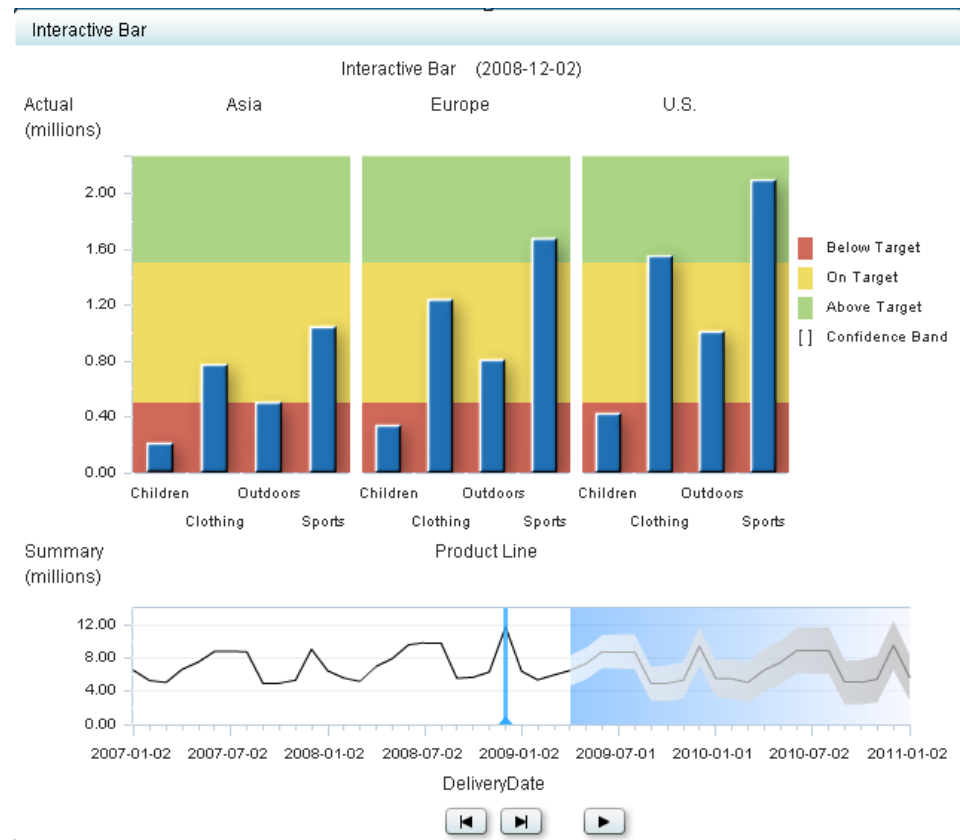 Interactive Bar
Interactive Bar (2008-12-02)
Actual
(millions)
Asia Europe U.S.
2.00
1.60
1.20
0.80
0.40
0.00
Below Target
On Target
Above Target
[ ] Confidence Band
Children Outdoors Children Outdoors Children Outdoors
Clothing Sports Clothing Sports Clothing Sports
Summary
(millions)
Product Line
12.00
8.00
4.00
0.00
2007-01-02 2007-07-02 2008-01-02 2008-07-02 2009-01-02 2009-07-01 2010-01-01 2010-07-02 2011-01-02
DeliveryDate